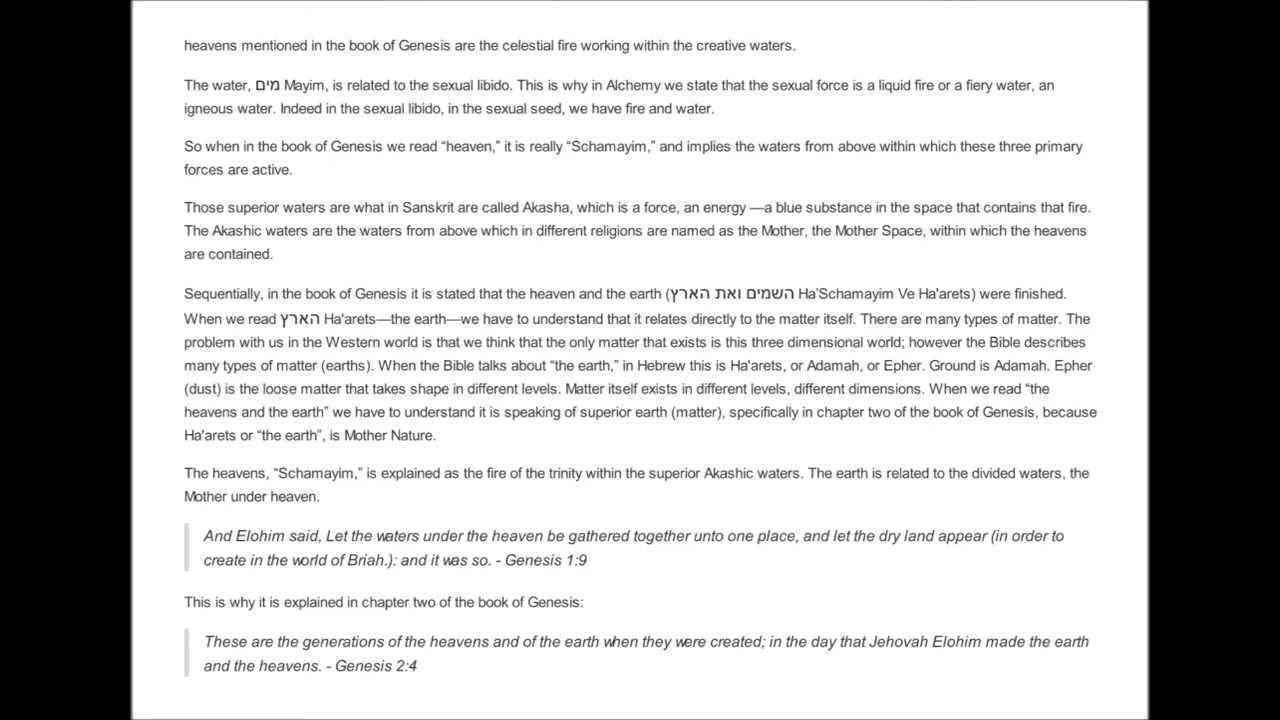 heavens mentioned in the book of Genesis are the celestial fire working within the creative waters.
The water, מים Mayim, is related to the sexual libido. This is why in Alchemy we state that the sexual force is a liquid fire or a fiery water, an
igneous water. Indeed in the sexual libido, in the sexual seed, we have fire and water.
So when in the book of Genesis we read “heaven,” it is really “Schamayim,” and implies the waters from above within which these three primary
forces are active.
Those superior waters are what in Sanskrit are called Akasha, which is a force, an energy —a blue substance in the space that contains that fire.
The Akashic waters are the waters from above which in different religions are named as the Mother, the Mother Space, within which the heavens
are contained.
Sequentially, in the book of Genesis it is stated that the heaven and the earth (השמים ואת הארץ Ha’Schamayim Ve Ha'arets) were finished.
When we read הארץ Ha'arets—the earth—we have to understand that it relates directly to the matter itself. There are many types of matter. The
problem with us in the Western world is that we think that the only matter that exists is this three dimensional world; however the Bible describes
many types of matter (earths). When the Bible talks about “the earth,” in Hebrew this is Ha'arets, or Adamah, or Epher. Ground is Adamah. Epher
(dust) is the loose matter that takes shape in different levels. Matter itself exists in different levels, different dimensions. When we read “the
heavens and the earth” we have to understand it is speaking of superior earth (matter), specifically in chapter two of the book of Genesis, because
Ha'arets or “the earth”, is Mother Nature.
The heavens, “Schamayim,” is explained as the fire of the trinity within the superior Akashic waters. The earth is related to the divided waters, the
Mother under heaven.
And Elohim said, Let the waters under the heaven be gathered together unto one place, and let the dry land appear (in order to
create in the world of Briah.): and it was so. - Genesis 1:9
This is why it is explained in chapter two of the book of Genesis:
These are the generations of the heavens and of the earth when they were created; in the day that Jehovah Elohim made the earth
and the heavens. - Genesis 2:4